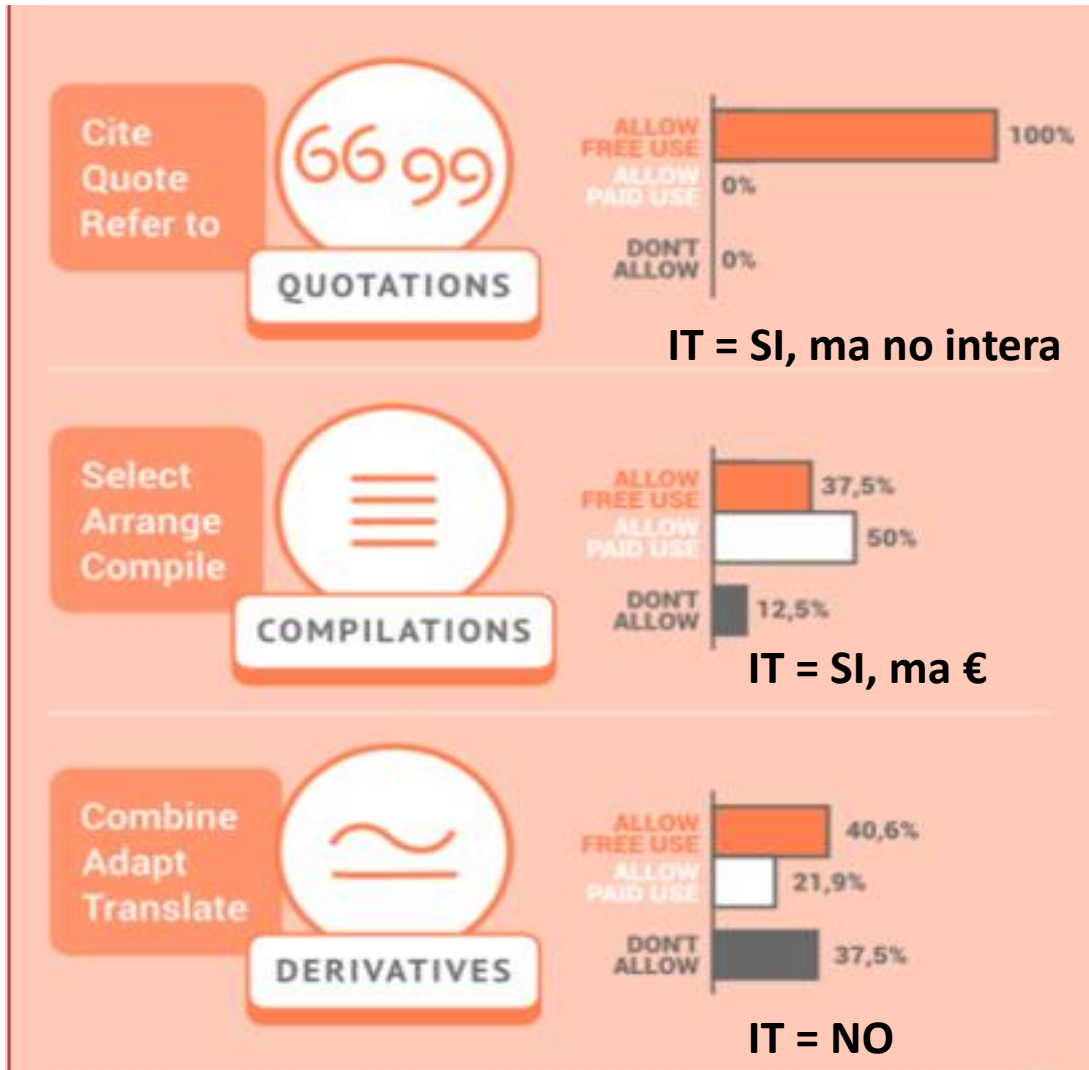 Cite
Quote
Refer to
66 99
QUOTATIONS
ALLOW
FREE USE
100%
ALLOW
PAID USE
0%
DON'T
ALLOW
0%
IT = SI, ma no intera
Select
Arrange
Compile
COMPILATIONS
ALLOW
FREE USE
37,5%
ALLOW
PAID USE
50%
DON'T
ALLOW
12,5%
IT = SI, ma €
Combine
Adapt
Translate
DERIVATIVES
ALLOW
FREE USE
40,6%
ALLOW
PAID USE
21,9%
DON'T
ALLOW
37,5%
IT = NO